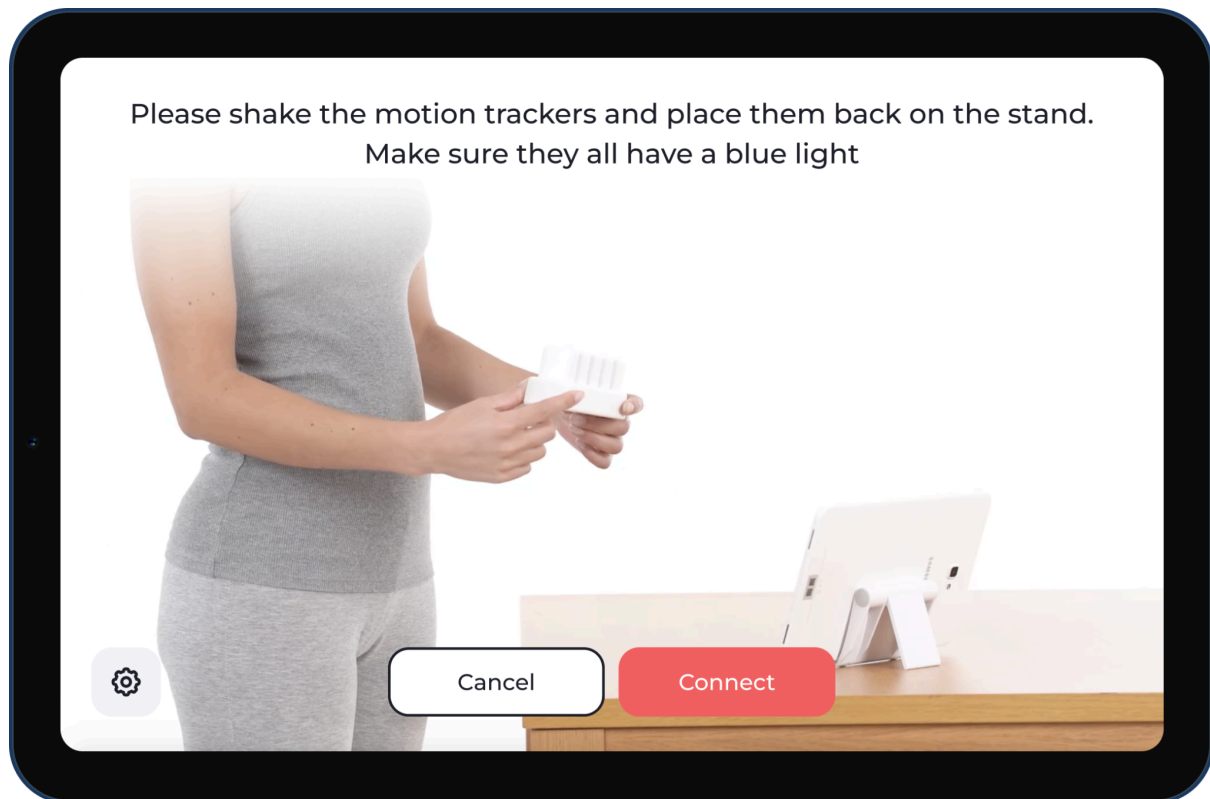 Please shake the motion trackers and place them back on the stand.
Make sure they all have a blue light
Cancel
Connect